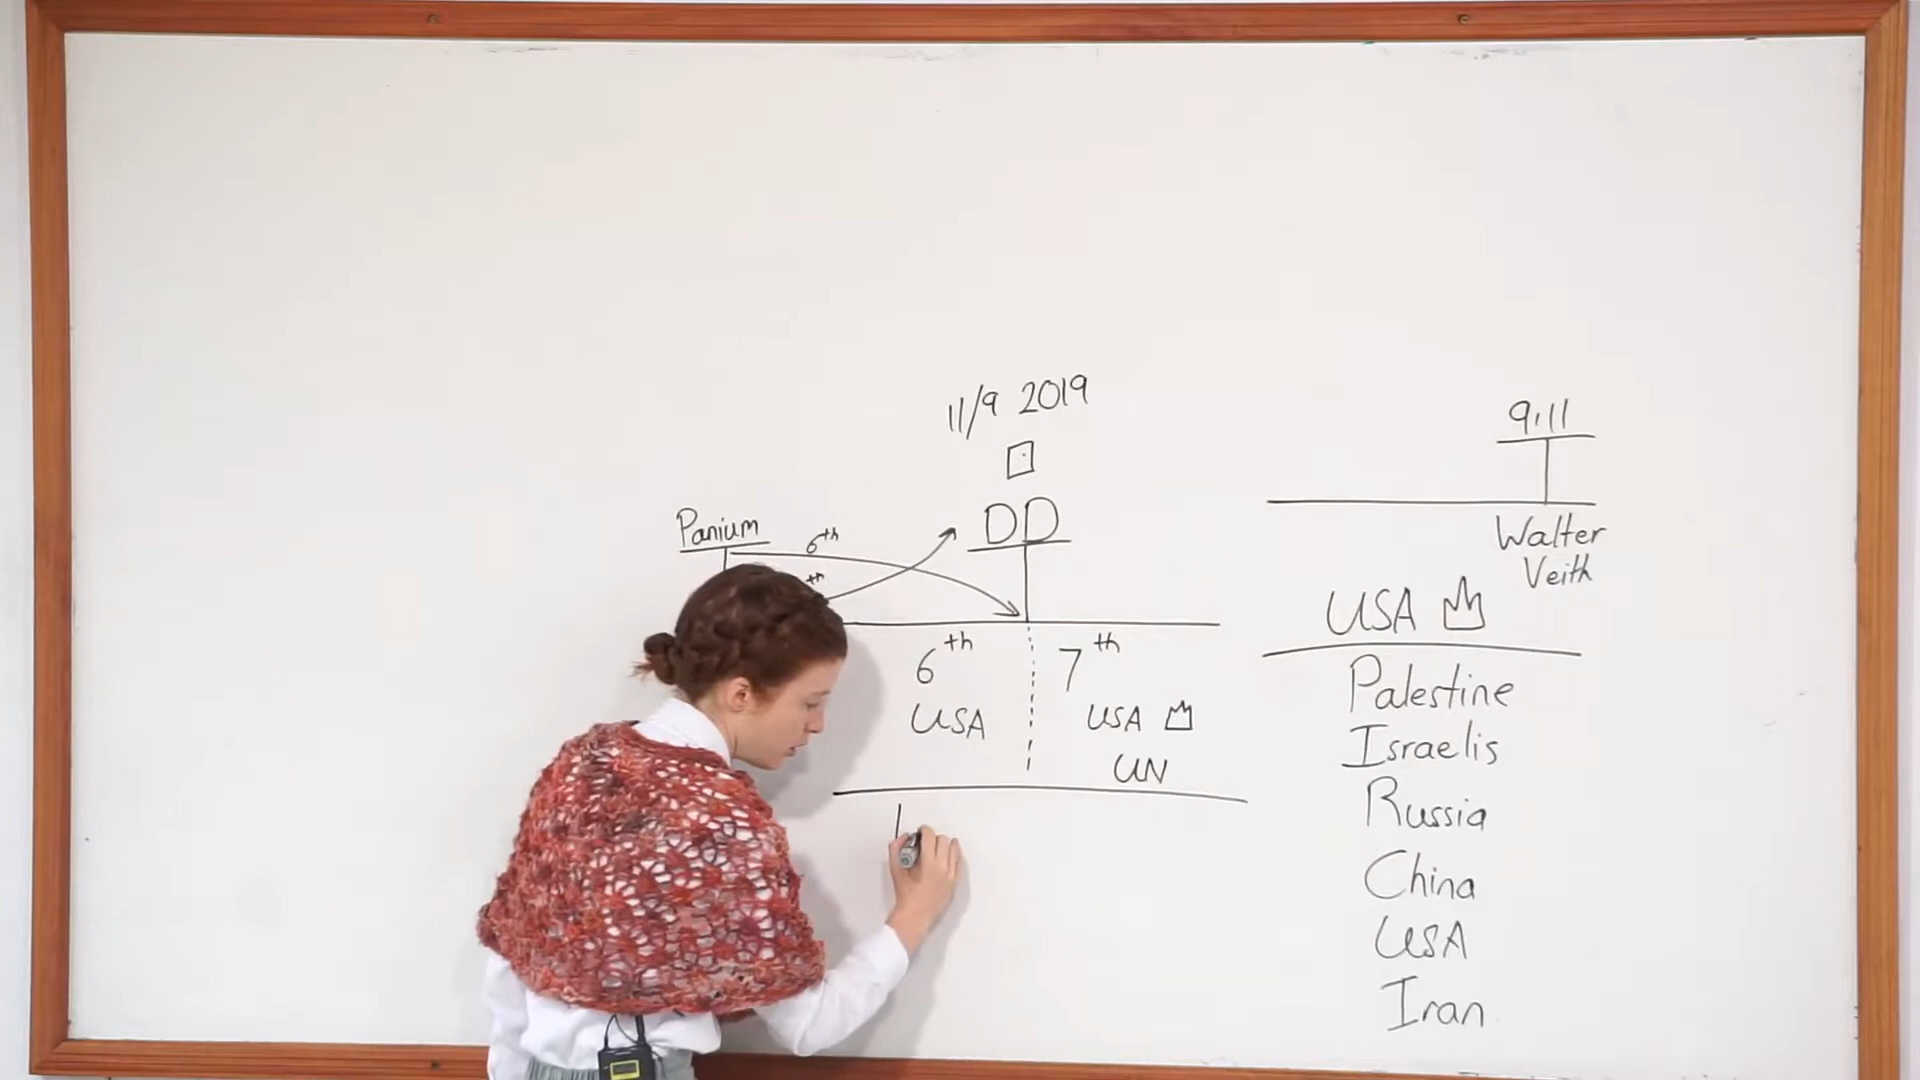 11/9 2019
DD
Panium
6th
th
6th
7th
USA
USA
UN
9.11
Walter
Veith
USA
Palestine
Israelis
Russia
China
USA
Iran